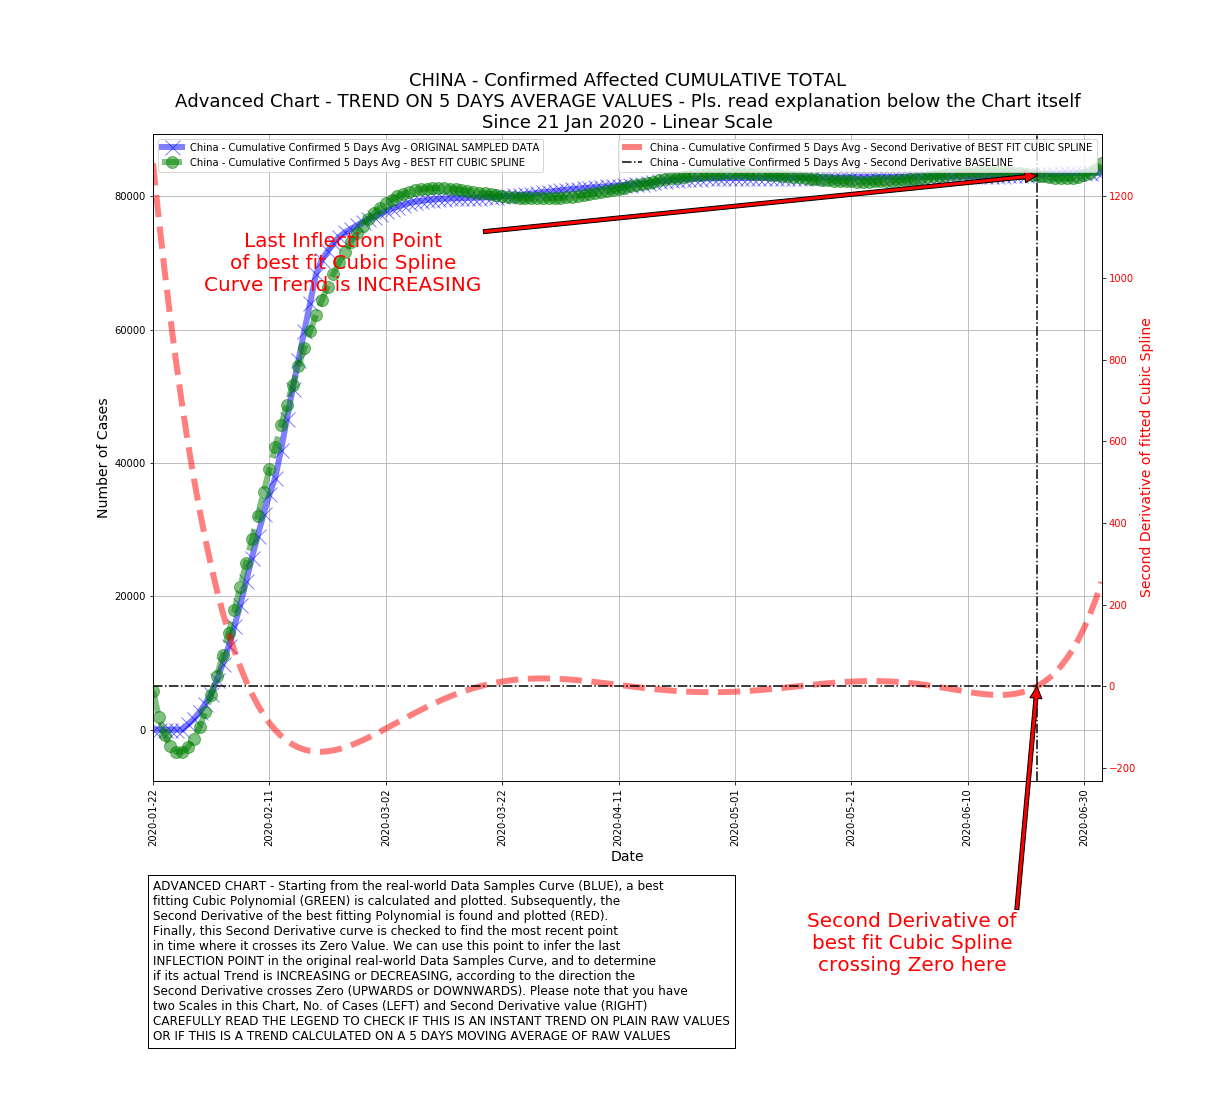 CHINA - Confirmed Affected CUMULATIVE TOTAL
Advanced Chart - TREND ON 5 DAYS AVERAGE VALUES - Pls. read explanation below the Chart itself
Since 21 Jan 2020 - Linear Scale
China - Cumulative Confirmed 5 Days Avg - ORIGINAL SAMPLED DATA
China - Cumulative Confirmed 5 Days Avg - BEST FIT CUBIC SPLINE
China - Cumulative Confirmed 5 Days Avg - Second Derivative of BEST FIT CUBIC SPLINE
China - Cumulative Confirmed 5 Days Avg - Second Derivative BASELINE
Last Inflection Point
of best fit Cubic Spline
Curve Trend is INCREASING
Number of Cases
80000
60000
40000
20000
0
1200
1000
800
600
400
200
0
−200
Second Derivative of fitted Cubic Spline
2020-01-22
2020-02-11
2020-03-02
2020-03-22
2020-04-11
2020-05-01
2020-05-21
2020-06-10
2020-06-30
Date
ADVANCED CHART - Starting from the real-world Data Samples Curve (BLUE), a best
fitting Cubic Polynomial (GREEN) is calculated and plotted. Subsequently, the
Second Derivative of the best fitting Polynomial is found and plotted (RED).
Finally, this Second Derivative curve is checked to find the most recent point
in time where it crosses its Zero Value. We can use this point to infer the last
INFLECTION POINT in the original real-world Data Samples Curve, and to determine
if its actual Trend is INCREASING or DECREASING, according to the direction the
Second Derivative crosses Zero (UPWARDS or DOWNWARDS). Please note that you have
two Scales in this Chart, No. of Cases (LEFT) and Second Derivative value (RIGHT)
CAREFULLY READ THE LEGEND TO CHECK IF THIS IS AN INSTANT TREND ON PLAIN RAW VALUES
OR IF THIS IS A TREND CALCULATED ON A 5 DAYS MOVING AVERAGE OF RAW VALUES
Second Derivative of
best fit Cubic Spline
crossing Zero here